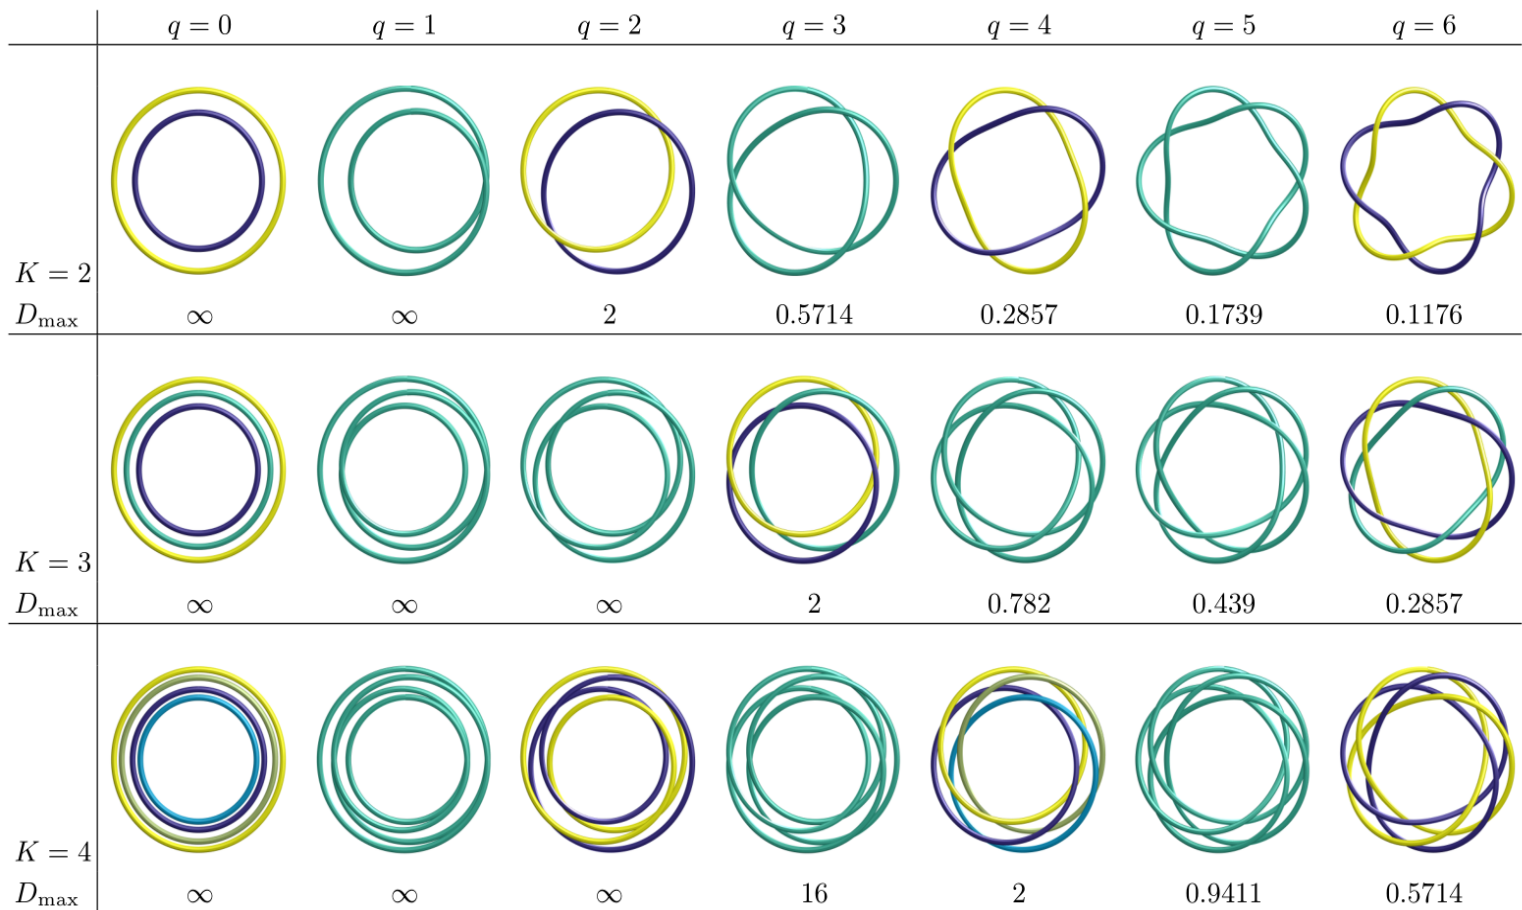 q = 0 q = 1 q = 2 q = 3 q = 4 q = 5 q = 6
K = 2
D_max ∞ ∞ 2 0.5714 0.2857 0.1739 0.1176
K = 3
D_max ∞ ∞ ∞ 2 0.782 0.439 0.2857
K = 4
D_max ∞ ∞ ∞ 16 2 0.9411 0.5714